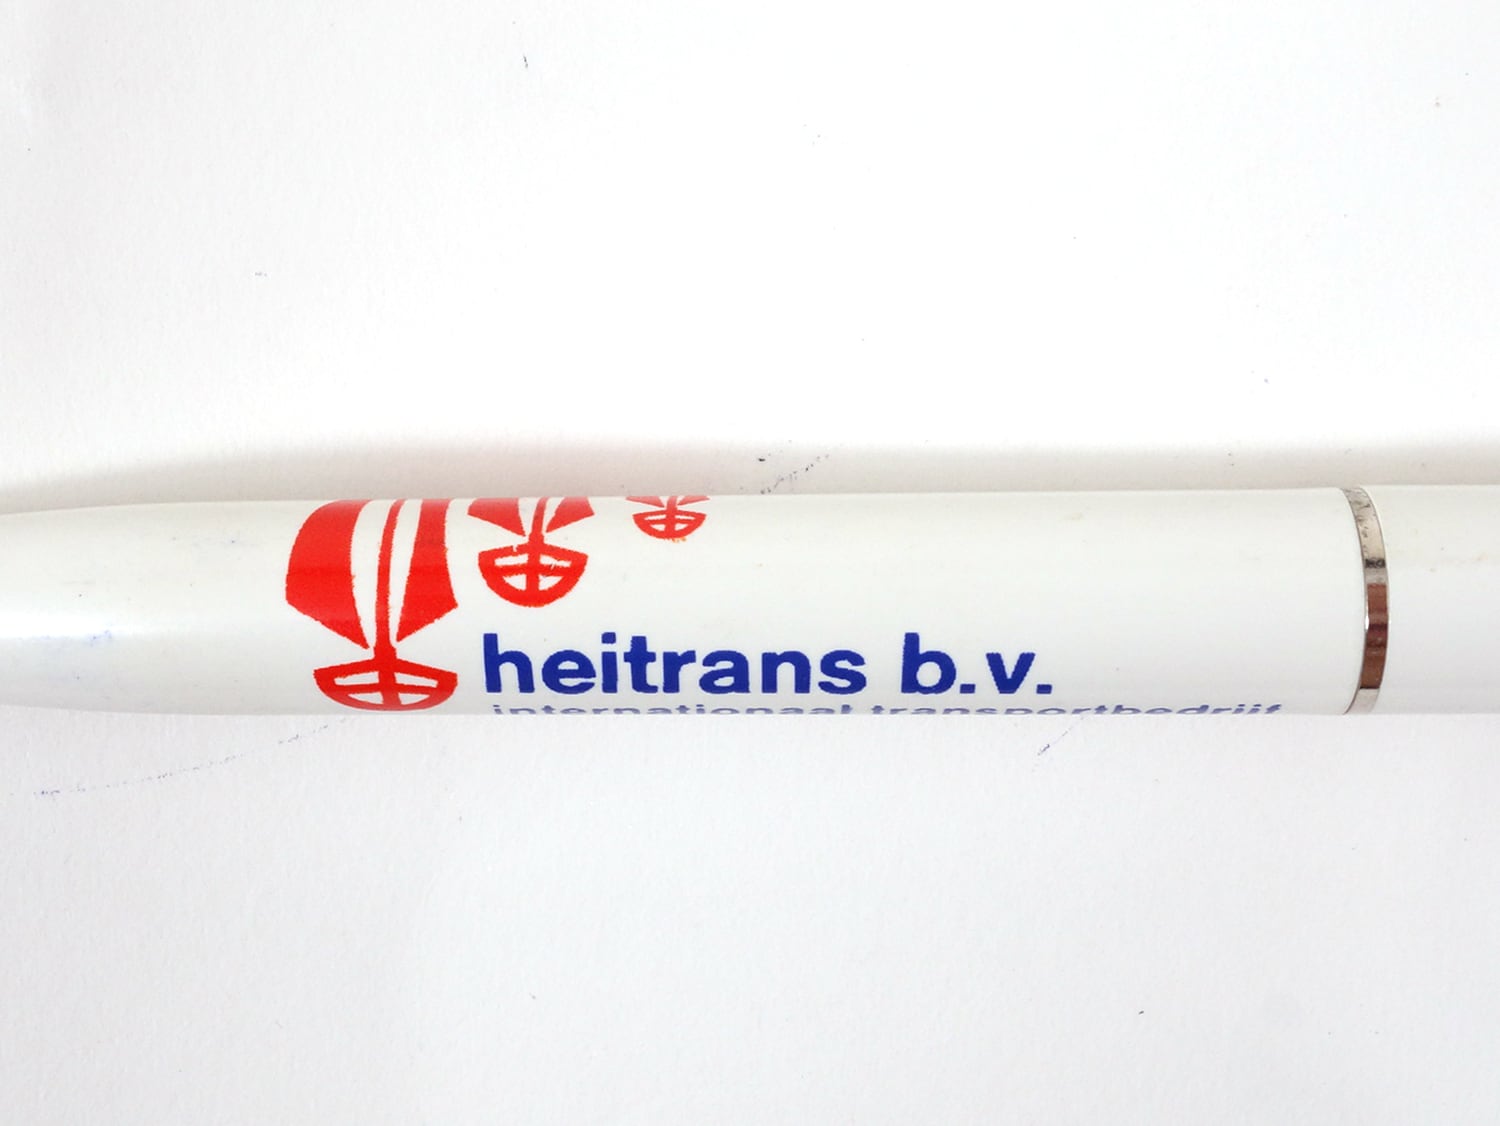 heitrans b.v.
internationaal transportbedrijf